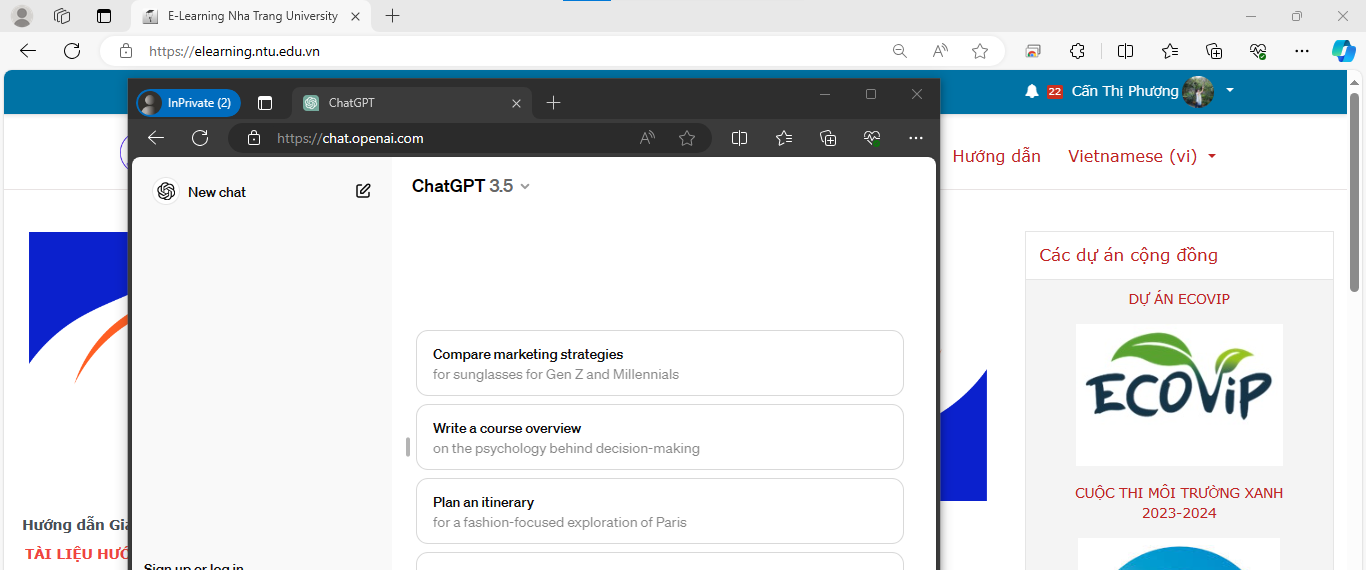 E-Learning Nha Trang University
https://elearning.ntu.edu.vn
22
Cấn Thị Phượng
Hướng dẫn
Vietnamese (vi)
InPrivate (2)
ChatGPT
https://chat.openai.com
New chat
ChatGPT 3.5
Compare marketing strategies
for sunglasses for Gen Z and Millennials
Write a course overview
on the psychology behind decision-making
Plan an itinerary
for a fashion-focused exploration of Paris
Sign up or log in
Hướng dẫn Gi
TÀI LIỆU HƯỚ
Các dự án cộng đồng
DỰ ÁN ECOVIP
ECOViP
CUỘC THI MÔI TRƯỜNG XANH
2023-2024